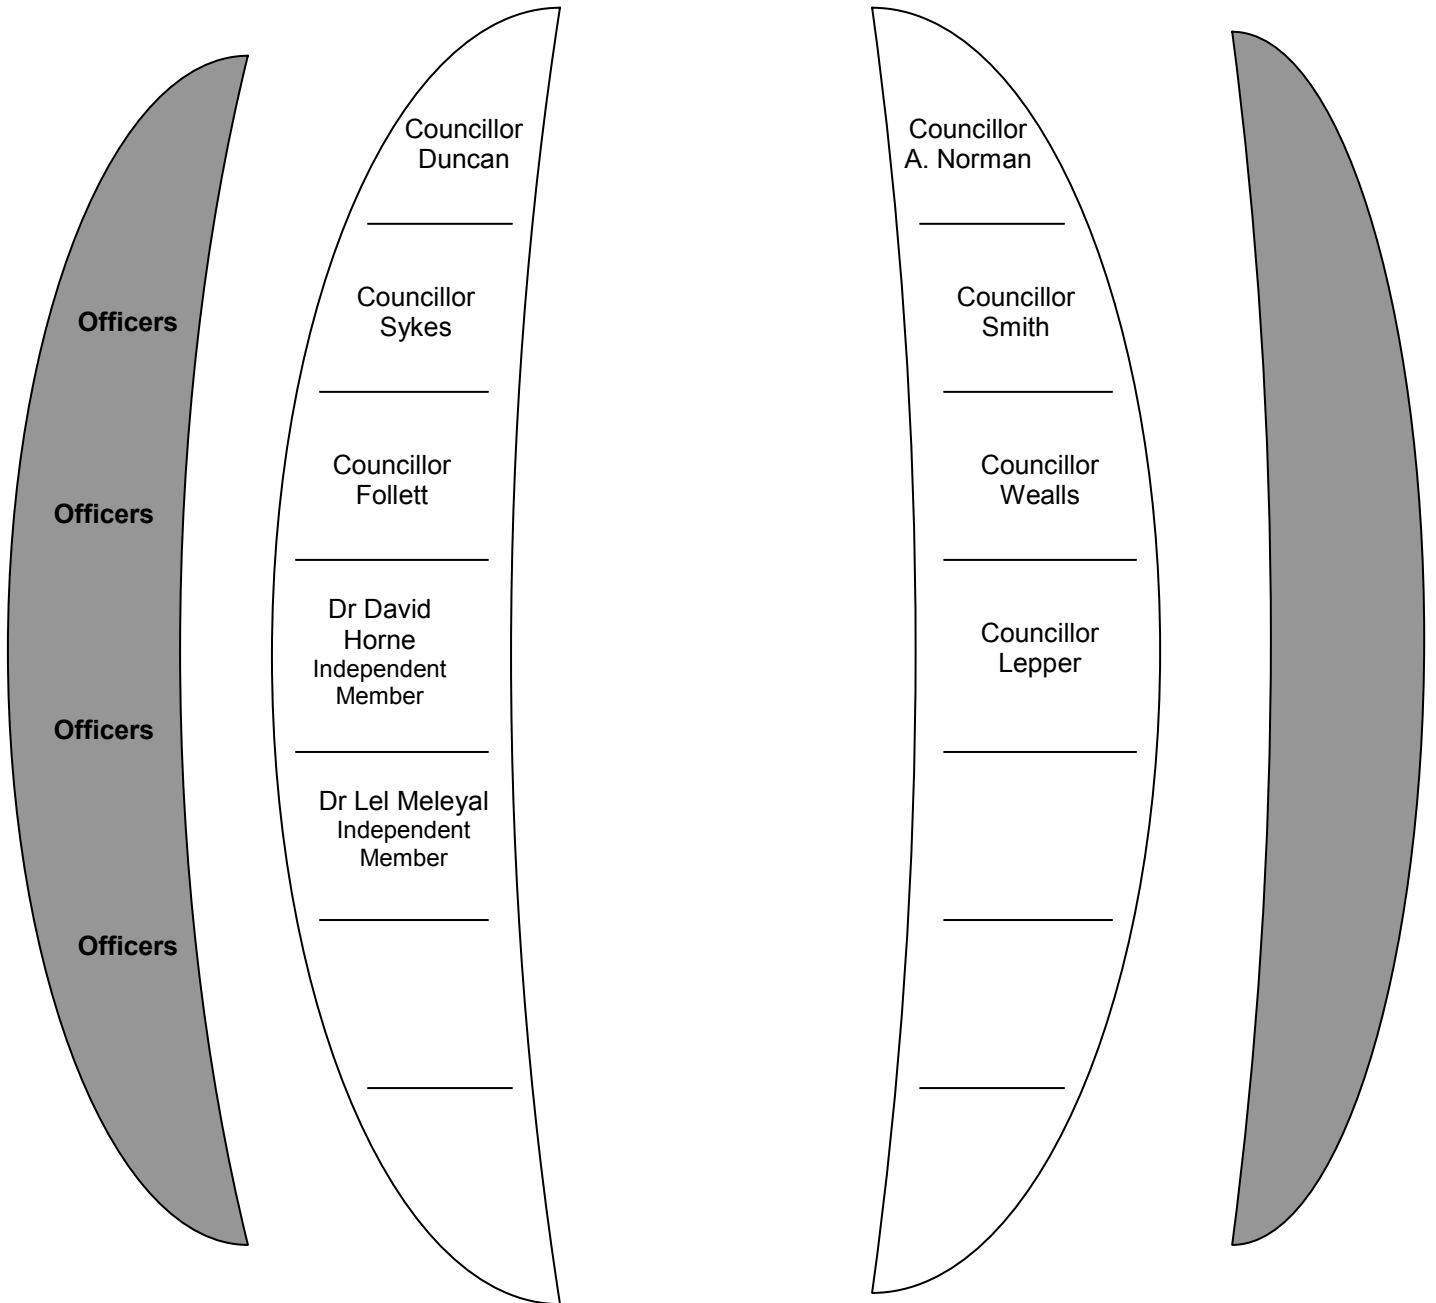 Councillor
Duncan
Councillor
A. Norman
Officers
Councillor
Sykes
Councillor
Smith
Officers
Councillor
Follett
Councillor
Wealls
Officers
Dr David
Horne
Independent
Member
Councillor
Lepper
Officers
Dr Lel Meleyal
Independent
Member